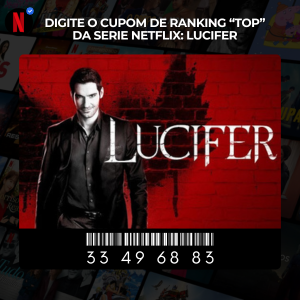 N
DIGITE O CUPOM DE RANKING “TOP”
DA SERIE NETFLIX: LUCIFER
LUCIFER
33 49 68 83